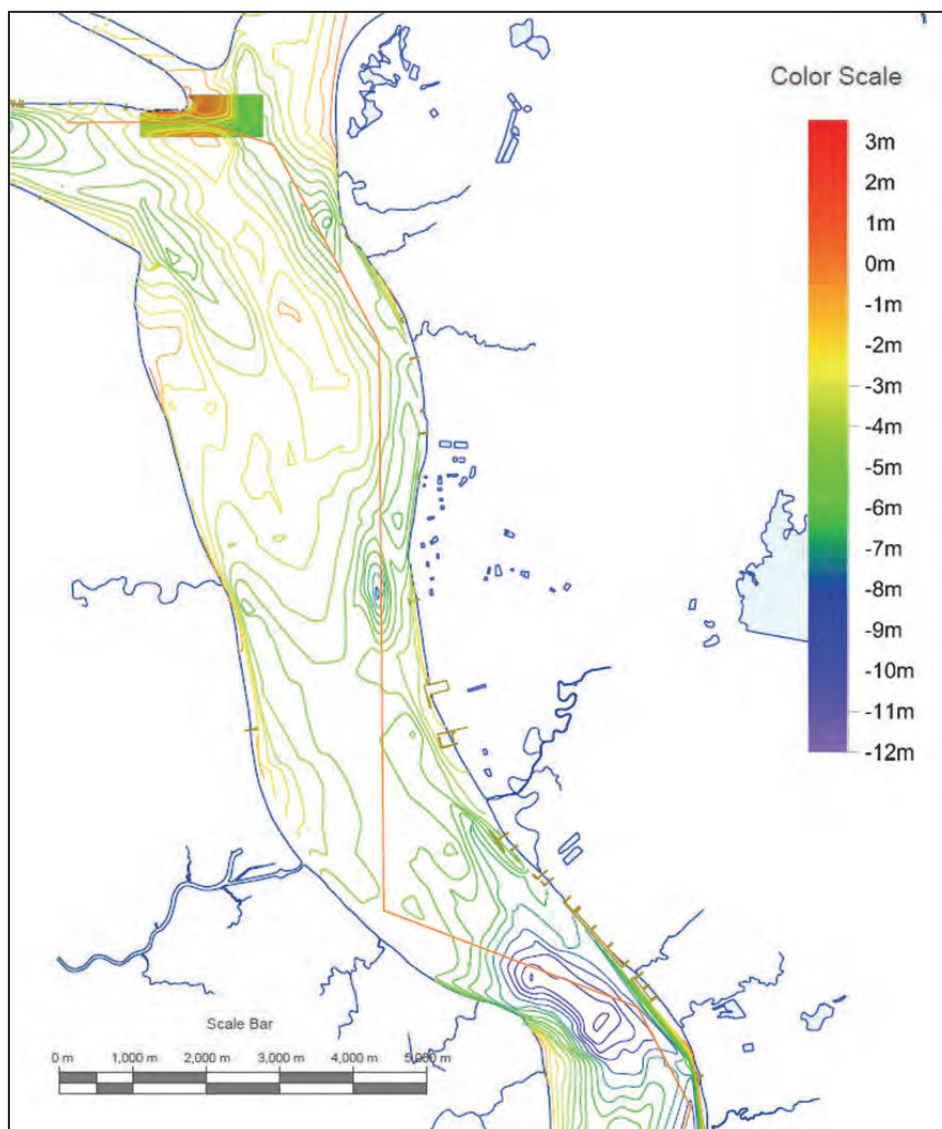 Color Scale
3m
2m
1m
0m
-1m
-2m
-3m
-4m
-5m
-6m
-7m
-8m
-9m
-10m
-11m
-12m
Scale Bar
0 m 1,000 m 2,000 m 3,000 m 4,000 m 5,000 m